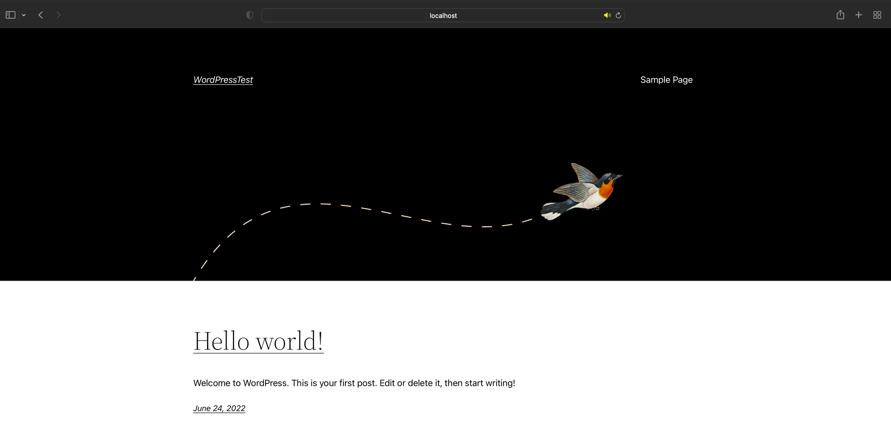 localhost
WordPressTest
Sample Page
Hello world!
Welcome to WordPress. This is your first post. Edit or delete it, then start writing!
June 24, 2022